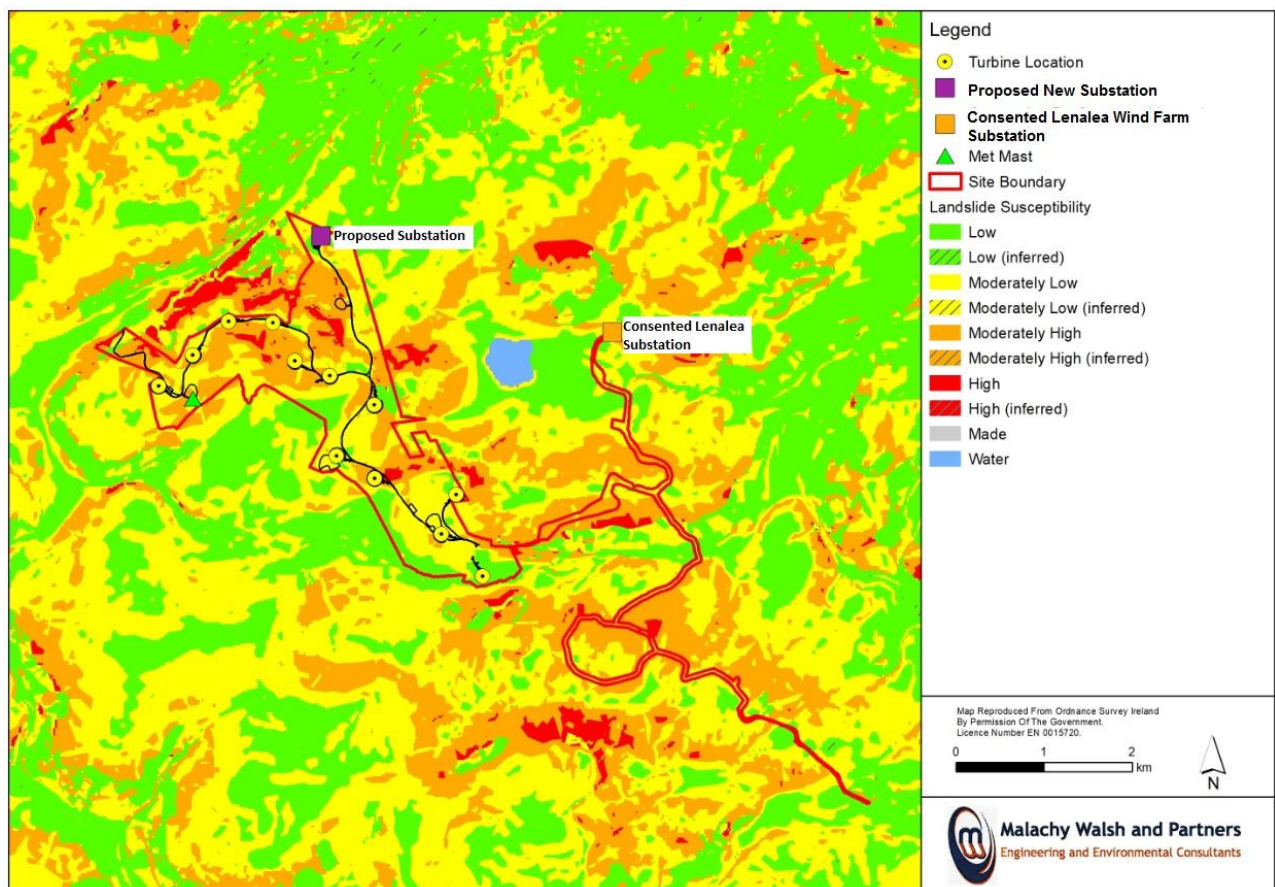 Proposed Substation
Consented Lenalea
Substation
Legend
Turbine Location
Proposed New Substation
Consented Lenalea Wind Farm
Substation
Met Mast
Site Boundary
Landslide Susceptibility
Low
Low (inferred)
Moderately Low
Moderately Low (inferred)
Moderately High
Moderately High (inferred)
High
High (inferred)
Made
Water
Map Reproduced From Ordnance Survey Ireland
By Permission Of The Government.
Licence Number EN 0015720.
0 1 2
km
N
Malachy Walsh and Partners
Engineering and Environmental Consultants